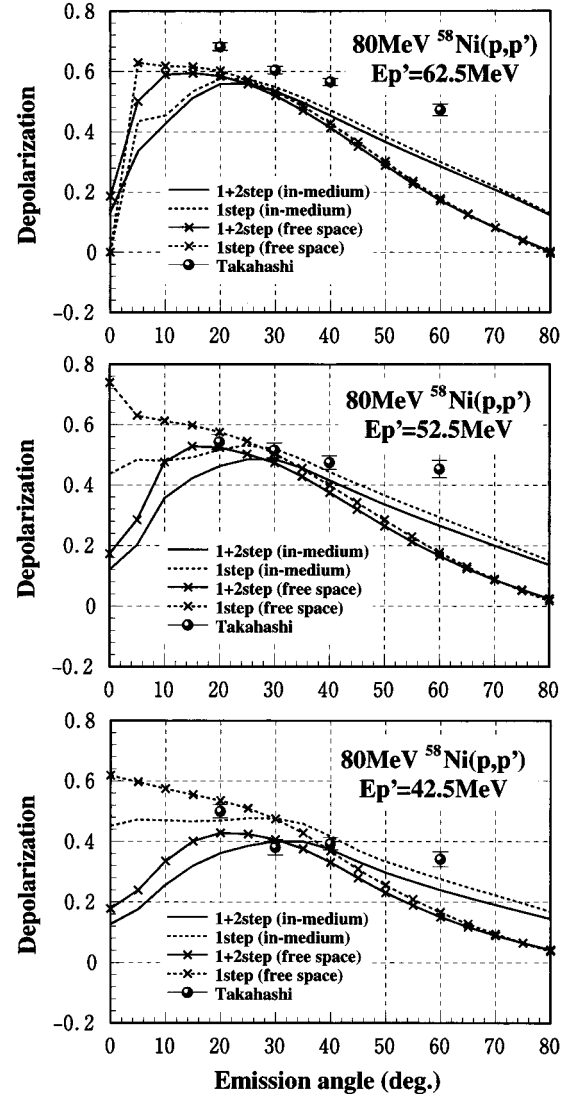 80MeV ⁵⁸Ni(p,p')
Ep'=62.5MeV
Depolarization
0.8
0.6
0.4
0.2
0
−0.2
1+2step (in-medium)
1step (in-medium)
1+2step (free space)
1step (free space)
Takahashi
0 10 20 30 40 50 60 70 80
80MeV ⁵⁸Ni(p,p')
Ep'=52.5MeV
Depolarization
0.8
0.6
0.4
0.2
0
−0.2
1+2step (in-medium)
1step (in-medium)
1+2step (free space)
1step (free space)
Takahashi
0 10 20 30 40 50 60 70 80
80MeV ⁵⁸Ni(p,p')
Ep'=42.5MeV
Depolarization
0.8
0.6
0.4
0.2
0
−0.2
1+2step (in-medium)
1step (in-medium)
1+2step (free space)
1step (free space)
Takahashi
0 10 20 30 40 50 60 70 80
Emission angle (deg.)